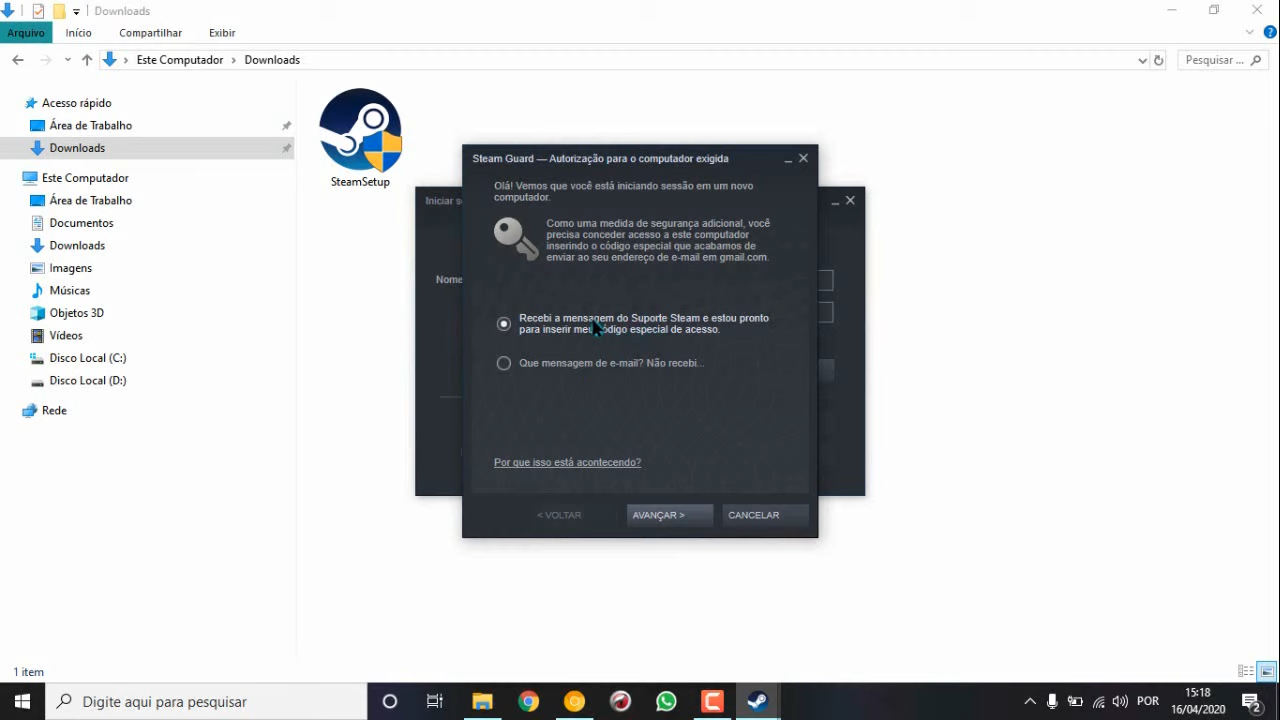 Downloads
Arquivo
Início
Compartilhar
Exibir
Este Computador
Downloads
Pesquisar ...
Acesso rápido
Área de Trabalho
Downloads
Este Computador
Área de Trabalho
Documentos
Downloads
Imagens
Músicas
Objetos 3D
Vídeos
Disco Local (C:)
Disco Local (D:)
Rede
SteamSetup
Iniciar
Nome
Steam Guard — Autorização para o computador exigida
Olá! Vemos que você está iniciando sessão em um novo
computador.
Como uma medida de segurança adicional, você
precisa conceder acesso a este computador
inserindo o código especial que acabamos de
enviar ao seu endereço de e-mail em gmail.com.
Recebi a mensagem do Suporte Steam e estou pronto
para inserir meu código especial de acesso.
Que mensagem de e-mail? Não recebi...
Por que isso está acontecendo?
< VOLTAR
AVANÇAR >
CANCELAR
1 item
Digite aqui para pesquisar
POR
15:18
16/04/2020
2